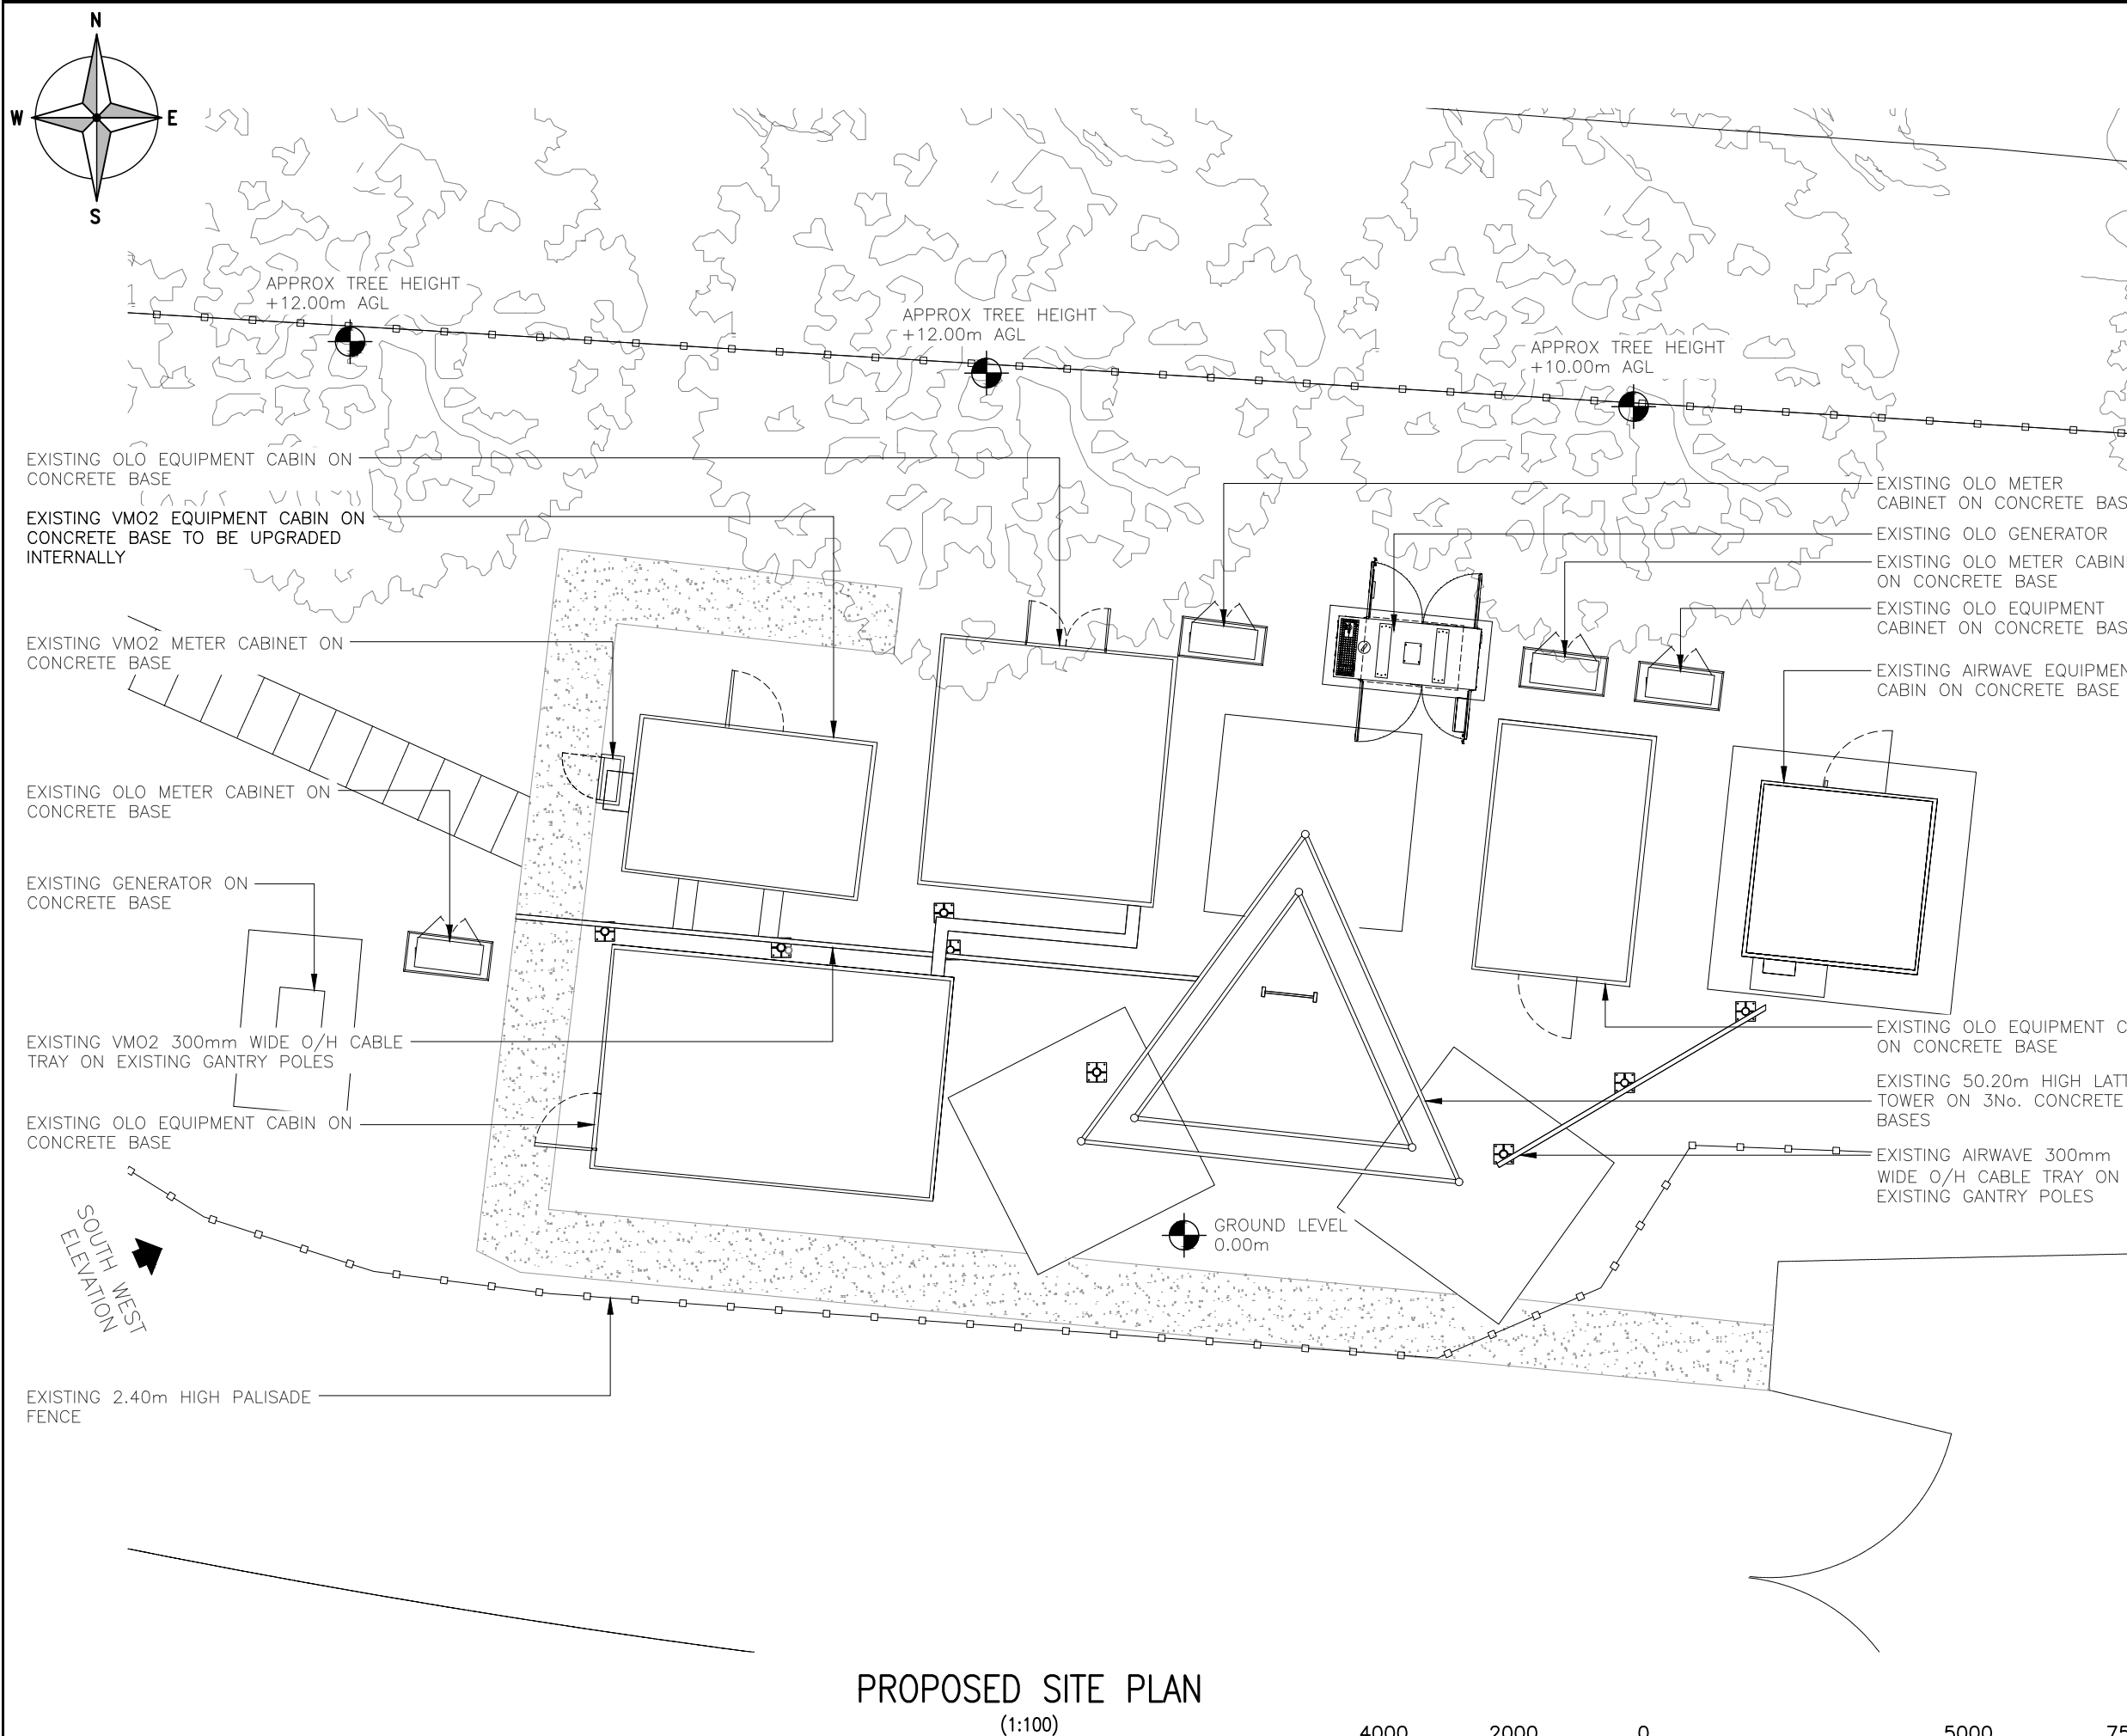 N
W
E
S
APPROX TREE HEIGHT
+12.00m AGL
APPROX TREE HEIGHT
+12.00m AGL
APPROX TREE HEIGHT
+10.00m AGL
EXISTING OLO EQUIPMENT CABIN ON
CONCRETE BASE
EXISTING VMO2 EQUIPMENT CABIN ON
CONCRETE BASE TO BE UPGRADED
INTERNALLY
EXISTING VMO2 METER CABINET ON
CONCRETE BASE
EXISTING OLO METER CABINET ON
CONCRETE BASE
EXISTING GENERATOR ON
CONCRETE BASE
EXISTING VMO2 300mm WIDE O/H CABLE
TRAY ON EXISTING GANTRY POLES
EXISTING OLO EQUIPMENT CABIN ON
CONCRETE BASE
SOUTH WEST
ELEVATION
EXISTING 2.40m HIGH PALISADE
FENCE
EXISTING OLO METER
CABINET ON CONCRETE BAS
EXISTING OLO GENERATOR
EXISTING OLO METER CABIN
ON CONCRETE BASE
EXISTING OLO EQUIPMENT
CABINET ON CONCRETE BAS
EXISTING AIRWAVE EQUIPMEN
CABIN ON CONCRETE BASE
EXISTING OLO EQUIPMENT C
ON CONCRETE BASE
EXISTING 50.20m HIGH LATT
TOWER ON 3No. CONCRETE
BASES
EXISTING AIRWAVE 300mm
WIDE O/H CABLE TRAY ON
EXISTING GANTRY POLES
GROUND LEVEL
0.00m
PROPOSED SITE PLAN
(1:100)
4000 2000 0 5000 75